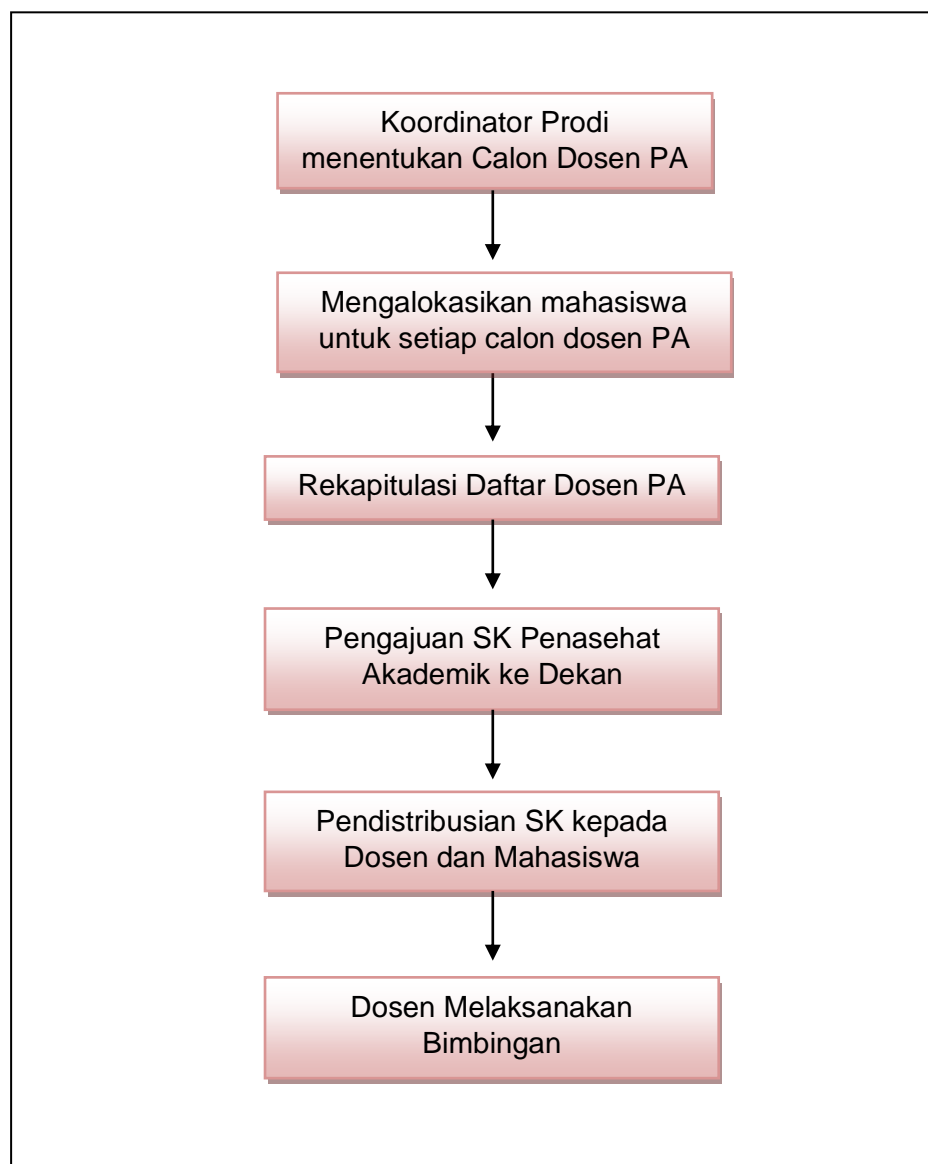 Koordinator Prodi
menentukan Calon Dosen PA
Mengalokasikan mahasiswa
untuk setiap calon dosen PA
Rekapitulasi Daftar Dosen PA
Pengajuan SK Penasehat
Akademik ke Dekan
Pendistribusian SK kepada
Dosen dan Mahasiswa
Dosen Melaksanakan
Bimbingan